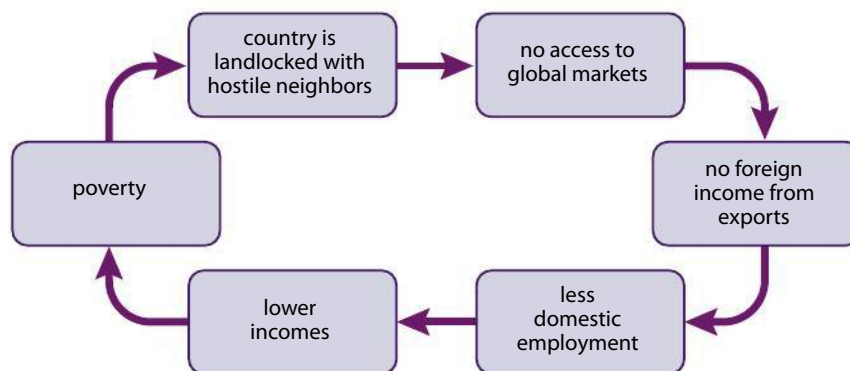 country is
landlocked with
hostile neighbors
no access to
global markets
no foreign
income from
exports
less
domestic
employment
lower
incomes
poverty